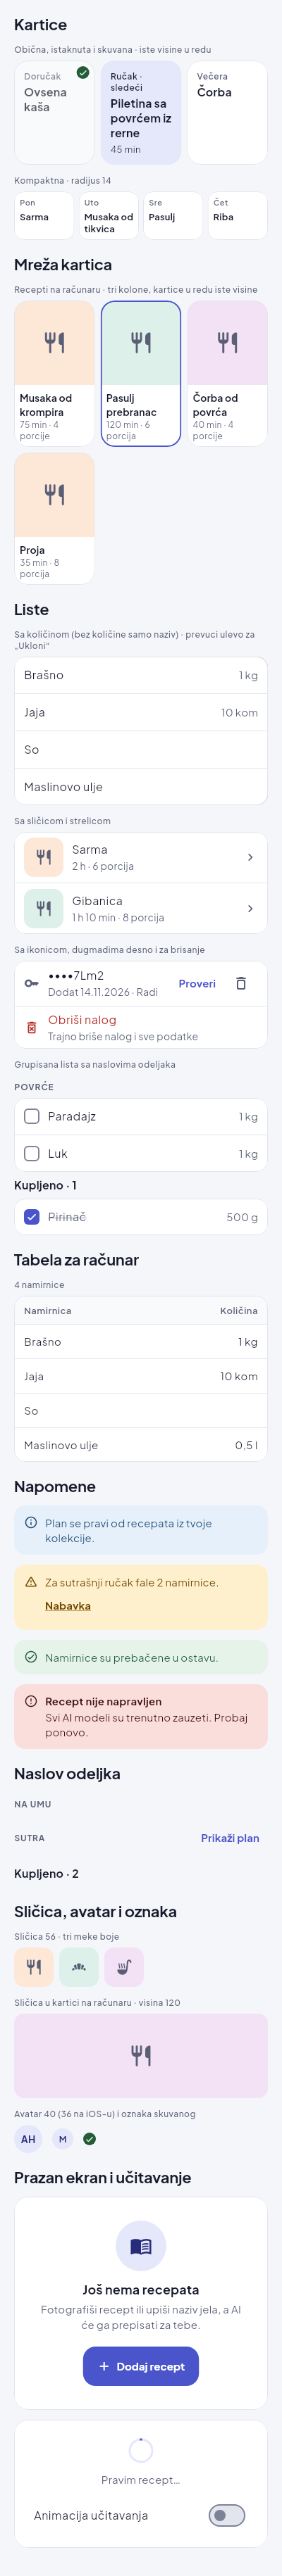 Kartice
Obična, istaknuta i skuvana · iste visine u redu
Doručak
Ovsena
kaša
Ručak ·
sledeći
Piletina sa
povrćem iz
rerne
45 min
Večera
Čorba
Kompaktna · radijus 14
Pon
Sarma
Uto
Musaka od
tikvica
Sre
Pasulj
Čet
Riba
Mreža kartica
Recepti na računaru · tri kolone, kartice u redu iste visine
Musaka od
krompira
75 min · 4
porcije
Pasulj
prebranac
120 min · 6
porcija
Čorba od
povrća
40 min · 4
porcije
Proja
35 min · 8
porcija
Liste
Sa količinom (bez količine samo naziv) · prevuci ulevo za
„Ukloni“
Brašno 1 kg
Jaja 10 kom
So
Maslinovo ulje
Sa sličicom i strelicom
Sarma
2 h · 6 porcija
Gibanica
1 h 10 min · 8 porcija
Sa ikonicom, dugmadima desno i za brisanje
••••7Lm2
Dodat 14.11.2026 · Radi
Proveri
Obriši nalog
Trajno briše nalog i sve podatke
Grupisana lista sa naslovima odeljaka
POVRĆE
Paradajz 1 kg
Luk 1 kg
Kupljeno · 1
Pirinač 500 g
Tabela za računar
4 namirnice
Namirnica Količina
Brašno 1 kg
Jaja 10 kom
So
Maslinovo ulje 0,5 l
Napomene
Plan se pravi od recepata iz tvoje
kolekcije.
Za sutrašnji ručak fale 2 namirnice.
Nabavka
Namirnice su prebačene u ostavu.
Recept nije napravljen
Svi AI modeli su trenutno zauzeti. Probaj
ponovo.
Naslov odeljka
NA UMU
SUTRA Prikaži plan
Kupljeno · 2
Sličica, avatar i oznaka
Sličica 56 · tri meke boje
Sličica u kartici na računaru · visina 120
Avatar 40 (36 na iOS-u) i oznaka skuvanog
AH M
Prazan ekran i učitavanje
Još nema recepata
Fotografiši recept ili upiši naziv jela, a AI
će ga prepisati za tebe.
Dodaj recept
Pravim recept…
Animacija učitavanja